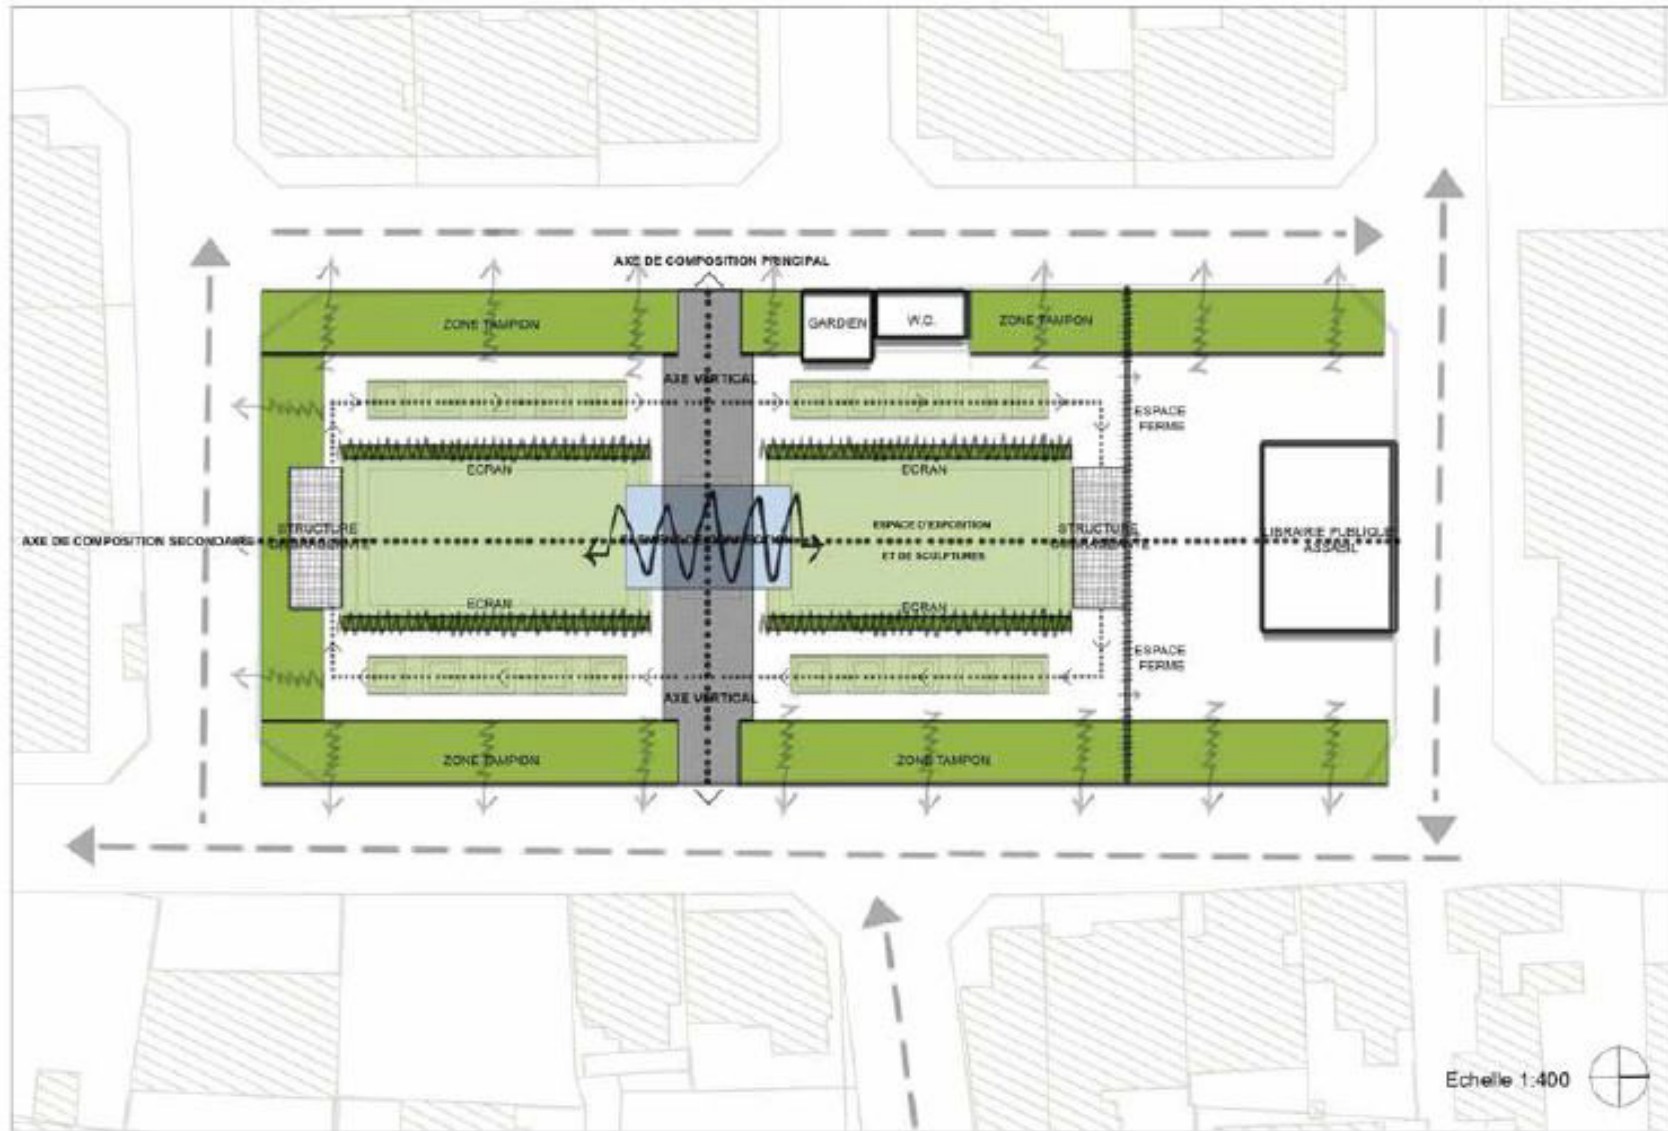 AXE DE COMPOSITION PRINCIPAL
ZONE TAMPON
GARDIEN
W.C.
ZONE TAMPON
AXE VERTICAL
ESPACE
FERME
ECRAN
ECRAN
AXE DE COMPOSITION SECONDAIRE
STRUCTURE
ESPACE D'EXPOSITION
ET DE SCULPTURES
STRUCTURE
LIBRAIRIE PUBLIQUE
ASSABIL
ECRAN
ECRAN
ESPACE
FERME
AXE VERTICAL
ZONE TAMPON
ZONE TAMPON
Echelle 1:400